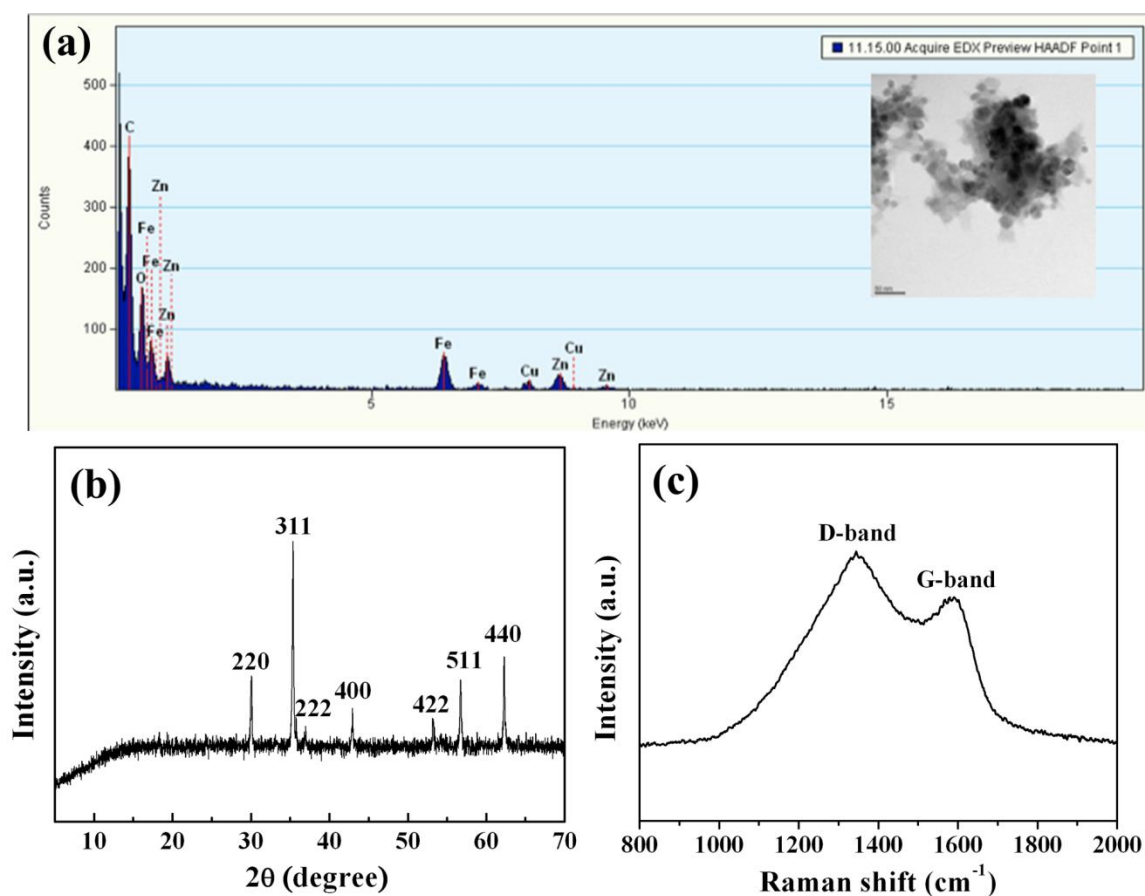 (a)
11.15.00 Acquire EDX Preview HAADF Point 1
Counts
500
400
300
200
100
C
Zn
Fe
Fe
Zn
O
Fe
Zn
Fe
Fe
Cu
Zn
Cu
Zn
50 nm
5
10
15
Energy (keV)
(b)
Intensity (a.u.)
220
311
222
400
422
511
440
10 20 30 40 50 60 70
2θ (degree)
(c)
Intensity (a.u.)
D-band
G-band
800 1000 1200 1400 1600 1800 2000
Raman shift (cm⁻¹)